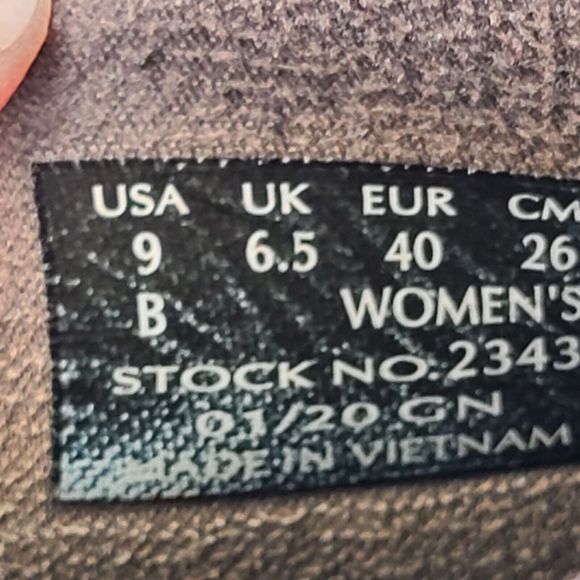 USA UK EUR CM
9 6.5 40 26
B WOMEN'S
STOCK NO. 2343
01/20 GN
MADE IN VIETNAM